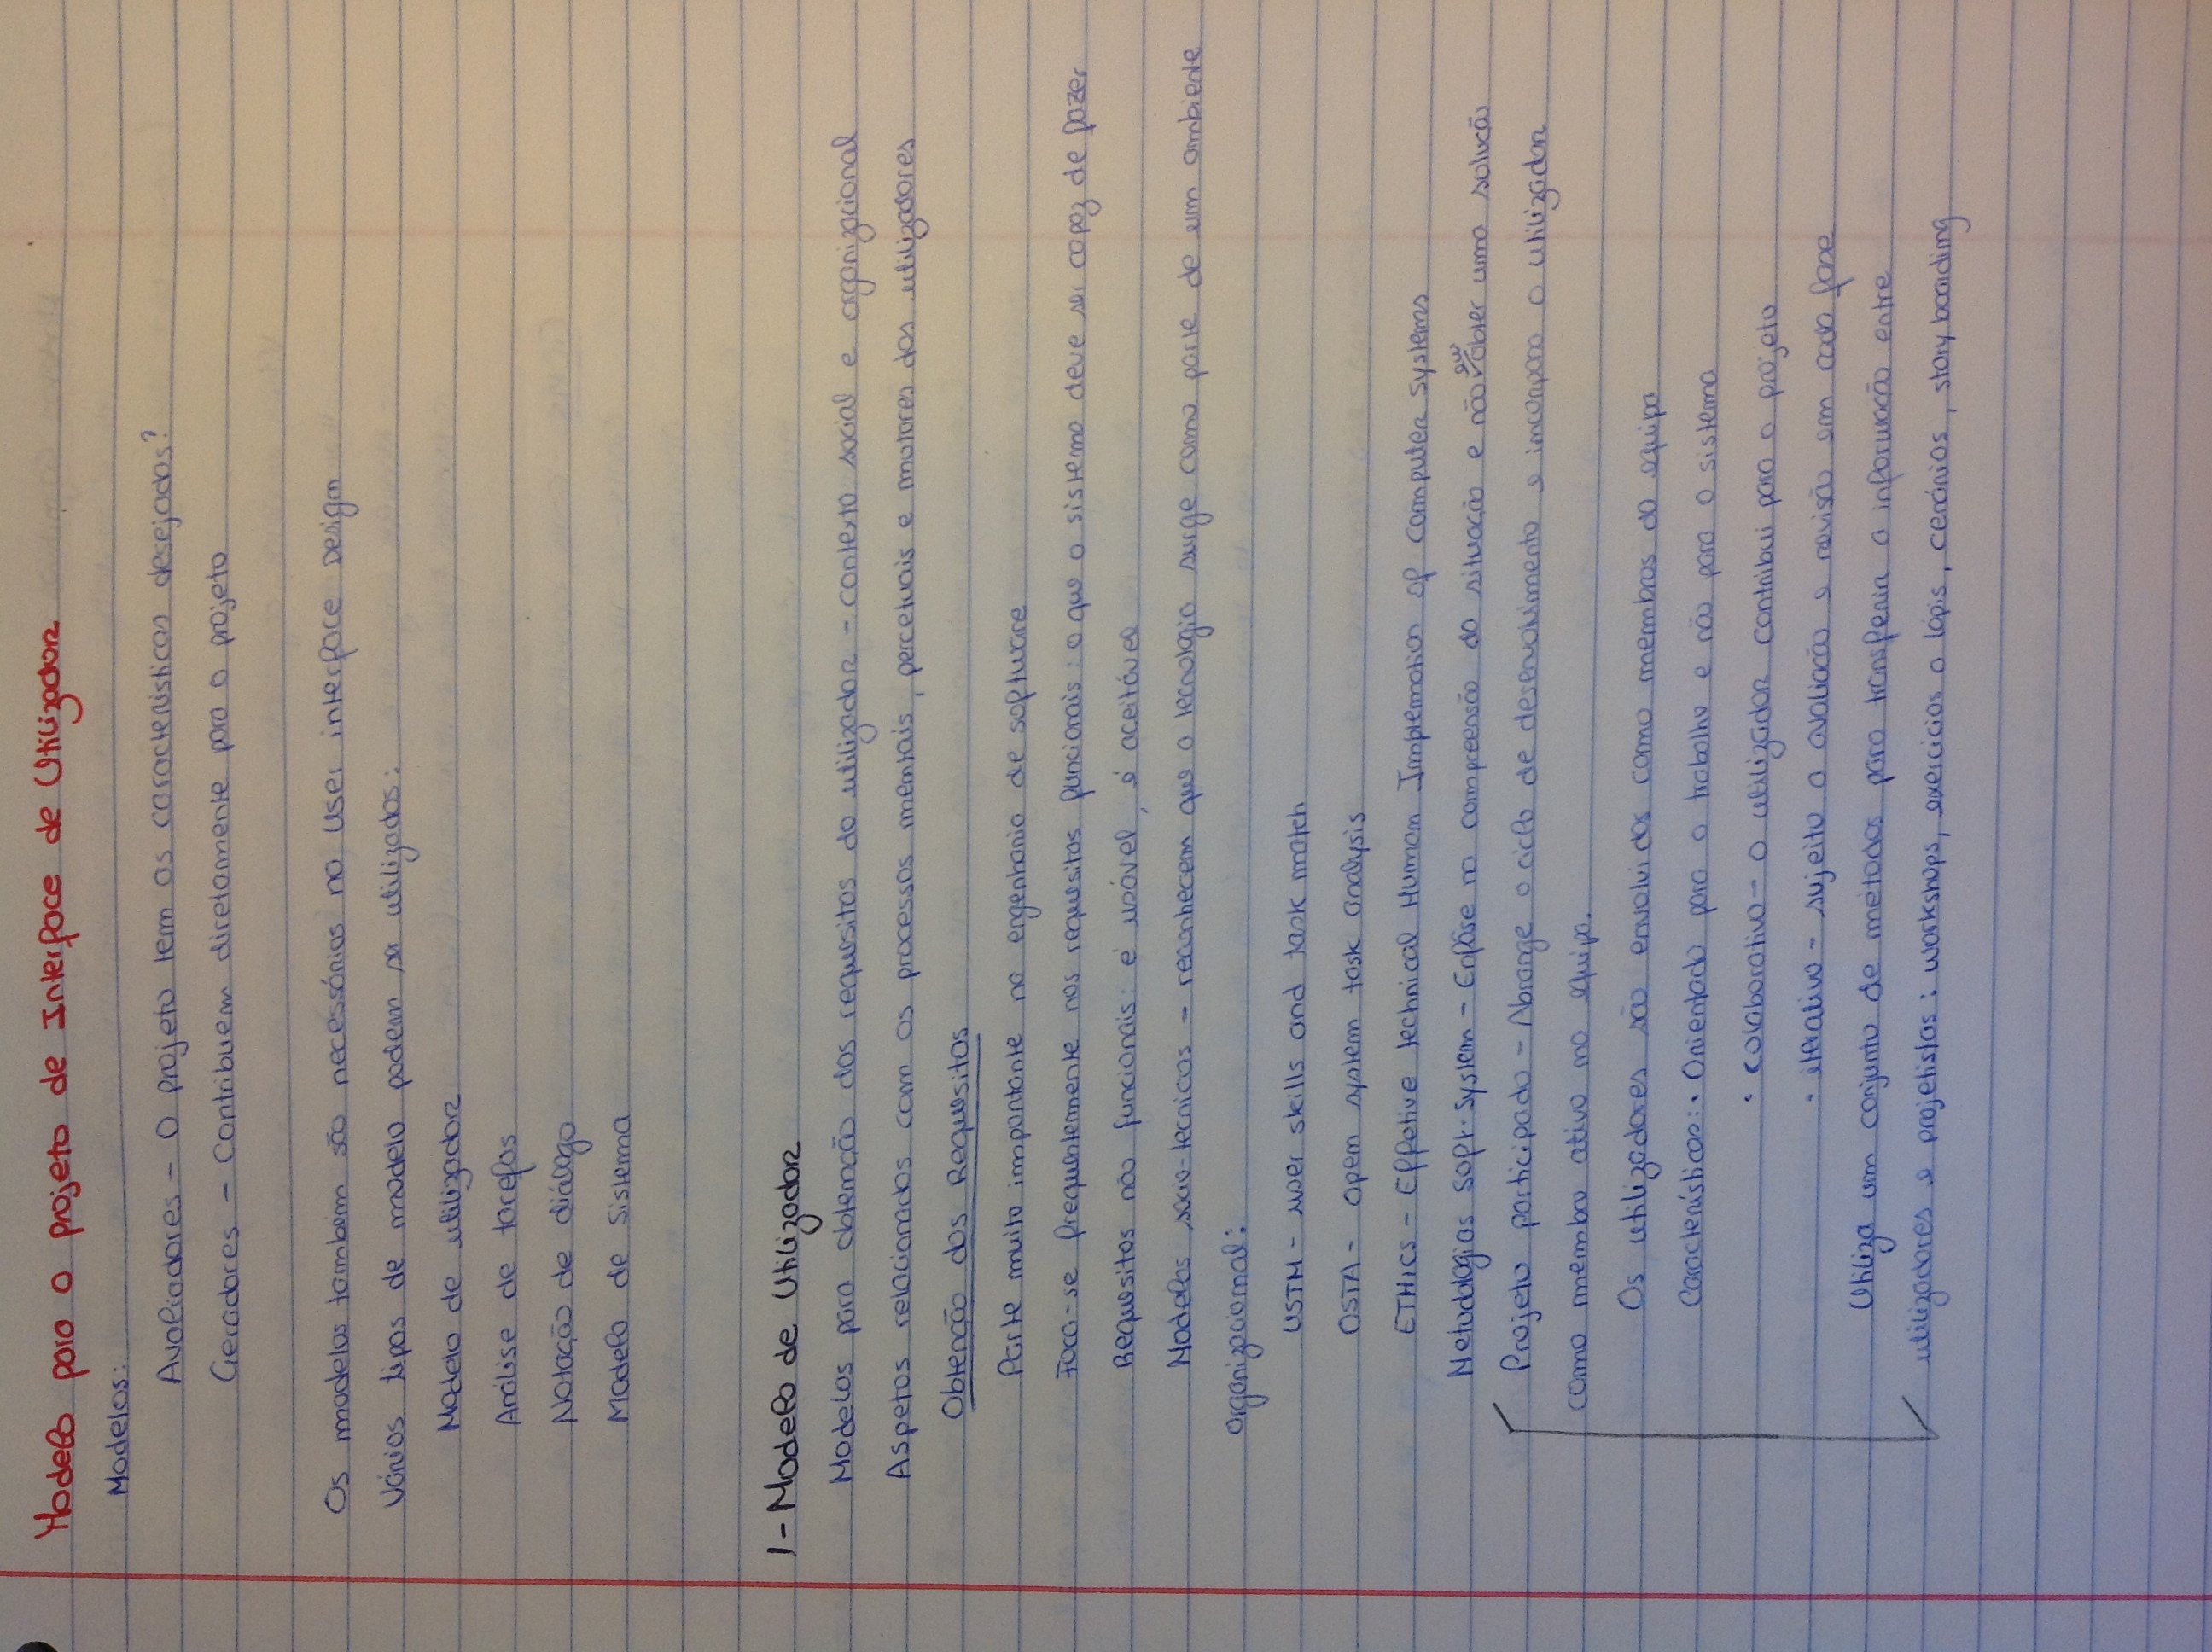 Modelo para o projeto de Interface de Utilizador
Modelos:
Avaliadores - O projeto tem as caracteristicas desejadas?
Geradores - Contribuem diretamente para o projeto
Os modelos tambem são necessários no User interface Design
Vários tipos de modelo podem ser utilizados:
Modelo de utilizador
Análise de tarefas
Notação de diálogo
Modelo de Sistema
1- Modelo de Utilizador
Modelos para obtenção dos requisitos do utilizador - contexto social e organizacional
Aspetos relacionados com os processos mentais, percetuais e motores dos utilizadores
Obtenção dos Requesitos
Parte muito importante na engenharia de software
Foca-se frequentemente nos requesitos funcionais: o que o sistema deve ser capaz de fazer
Requesitos não funcionais: é usável, é aceitável
Modelos socio-tecnicos - reconhecem que a tecnologia surge como parte de um ambiente
organizacional:
USTM - user skills and task match
OSTA - open system task analysis
ETHICS - Effetive technical Human Implemation of Computer Systems
Metodologias Soft-System - Enfâse na compreensão da situação e não em obter uma solução
Projeto participado - Abrange o ciclo de desenvolvimento e incorpora o utilizador
como membro ativo na equipa.
Os utilizadores são envolvidos como membros da equipa
Características: • Orientado para o trabalho e não para o sistema
• colaborativo - o utilizador contribui para o projeto
• iterativo - sujeito a avaliação e revisão em cada fase
Utiliza um conjunto de métodos para transferir a informação entre
utilizadores e projetistas: workshops, exercicios a lápis, cenários, story boarding